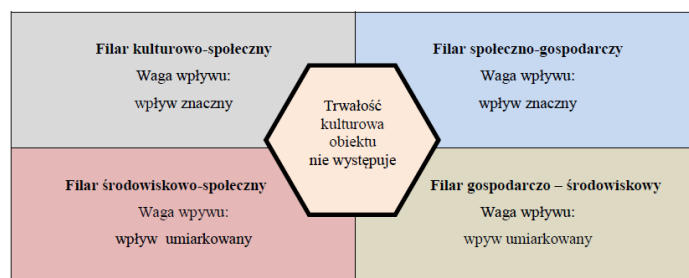 Filar kulturowo-społeczny
Waga wpływu:
wpływ znaczny
Filar społeczno-gospodarczy
Waga wpływu:
wpływ znaczny
Trwałość
kulturowa
obiektu
nie występuje
Filar środowiskowo-społeczny
Waga wpywu:
wpływ umiarkowany
Filar gospodarczo – środowiskowy
Waga wpływu:
wpyw umiarkowany